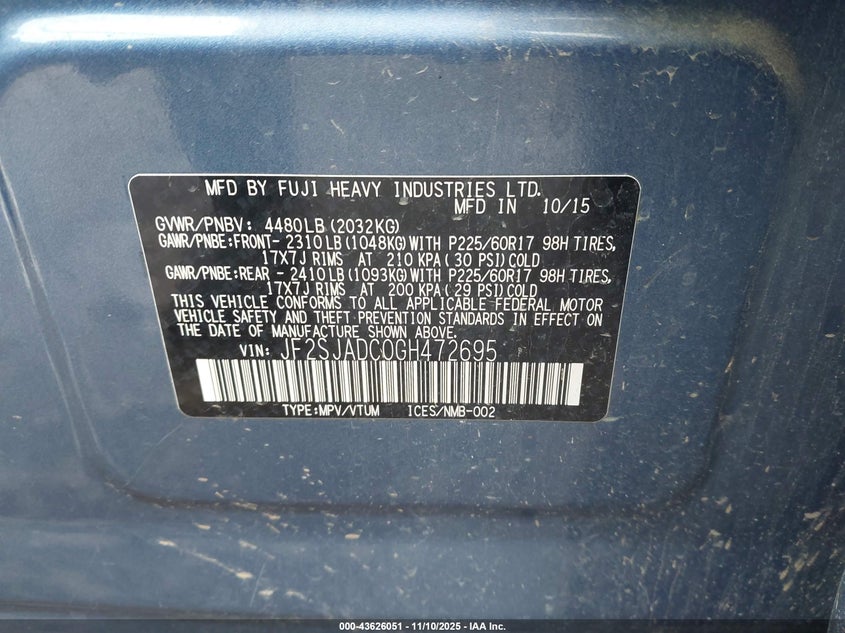 MFD BY FUJI HEAVY INDUSTRIES LTD.
MFD IN 10/15
GVWR/PNBV: 4480LB (2032KG)
GAWR/PNBE:FRONT- 2310LB (1048KG) WITH P225/60R17 98H TIRES,
17X7J RIMS AT 210 KPA (30 PSI) COLD
GAWR/PNBE:REAR - 2410LB (1093KG) WITH P225/60R17 98H TIRES,
17X7J RIMS AT 200 KPA (29 PSI) COLD
THIS VEHICLE CONFORMS TO ALL APPLICABLE FEDERAL MOTOR
VEHICLE SAFETY AND THEFT PREVENTION STANDARDS IN EFFECT ON
THE DATE OF MANUFACTURE SHOWN ABOVE.
VIN: JF2SJADC0GH472695
TYPE:MPV/VTUM ICES/NMB-002
000-43626051 — 11/10/2025 — IAA Inc.